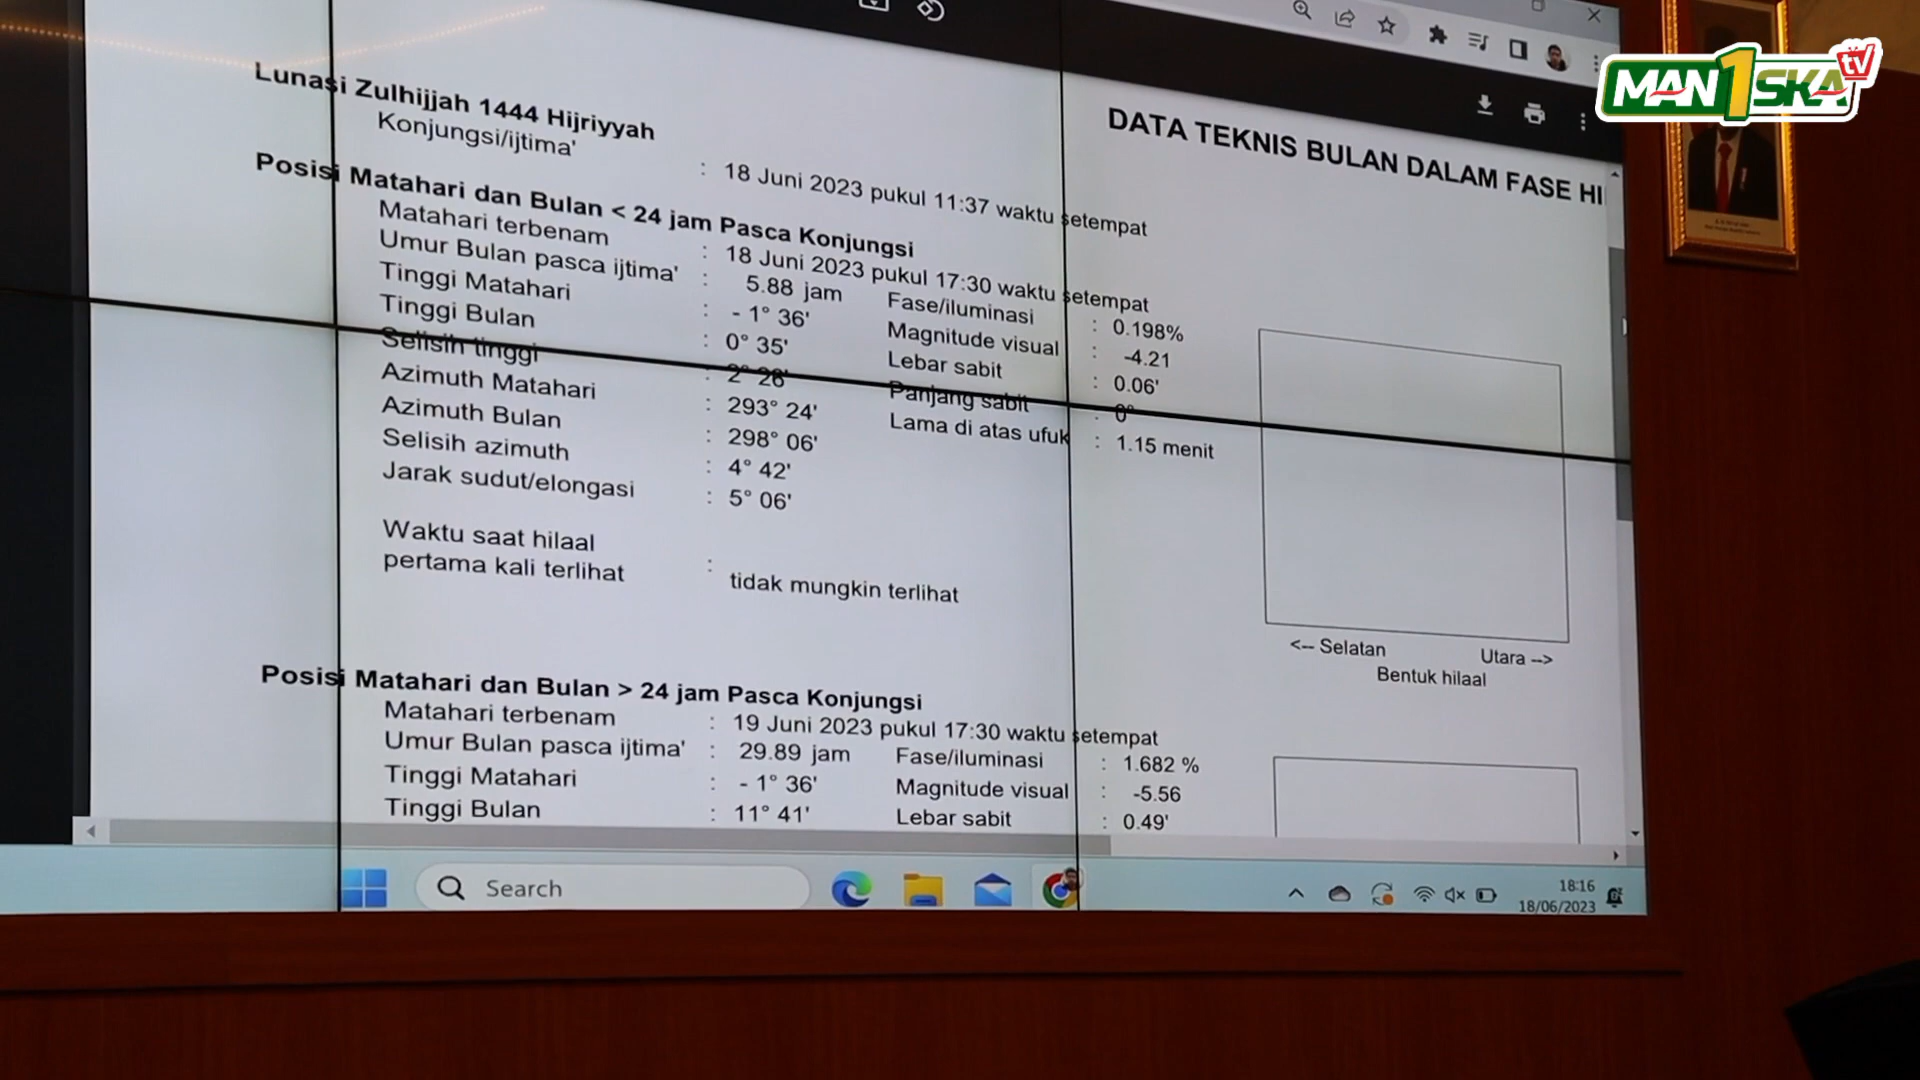 MAN 1 SKA tv
DATA TEKNIS BULAN DALAM FASE HI
Lunasi Zulhijjah 1444 Hijriyyah
Konjungsi/ijtima' : 18 Juni 2023 pukul 11:37 waktu setempat
Posisi Matahari dan Bulan < 24 jam Pasca Konjungsi
Matahari terbenam : 18 Juni 2023 pukul 17:30 waktu setempat
Umur Bulan pasca ijtima' : 5.88 jam Fase/iluminasi : 0.198%
Tinggi Matahari : - 1° 36' Magnitude visual : -4.21
Tinggi Bulan : 0° 35' Lebar sabit : 0.06'
Selisih tinggi : 2° 26' Panjang sabit : 0°
Azimuth Matahari : 293° 24' Lama di atas ufuk : 1.15 menit
Azimuth Bulan : 298° 06'
Selisih azimuth : 4° 42'
Jarak sudut/elongasi : 5° 06'
Waktu saat hilaal
pertama kali terlihat : tidak mungkin terlihat
<-- Selatan Utara -->
Bentuk hilaal
Posisi Matahari dan Bulan > 24 jam Pasca Konjungsi
Matahari terbenam : 19 Juni 2023 pukul 17:30 waktu setempat
Umur Bulan pasca ijtima' : 29.89 jam Fase/iluminasi : 1.682 %
Tinggi Matahari : - 1° 36' Magnitude visual : -5.56
Tinggi Bulan : 11° 41' Lebar sabit : 0.49'
Search
18:16
18/06/2023